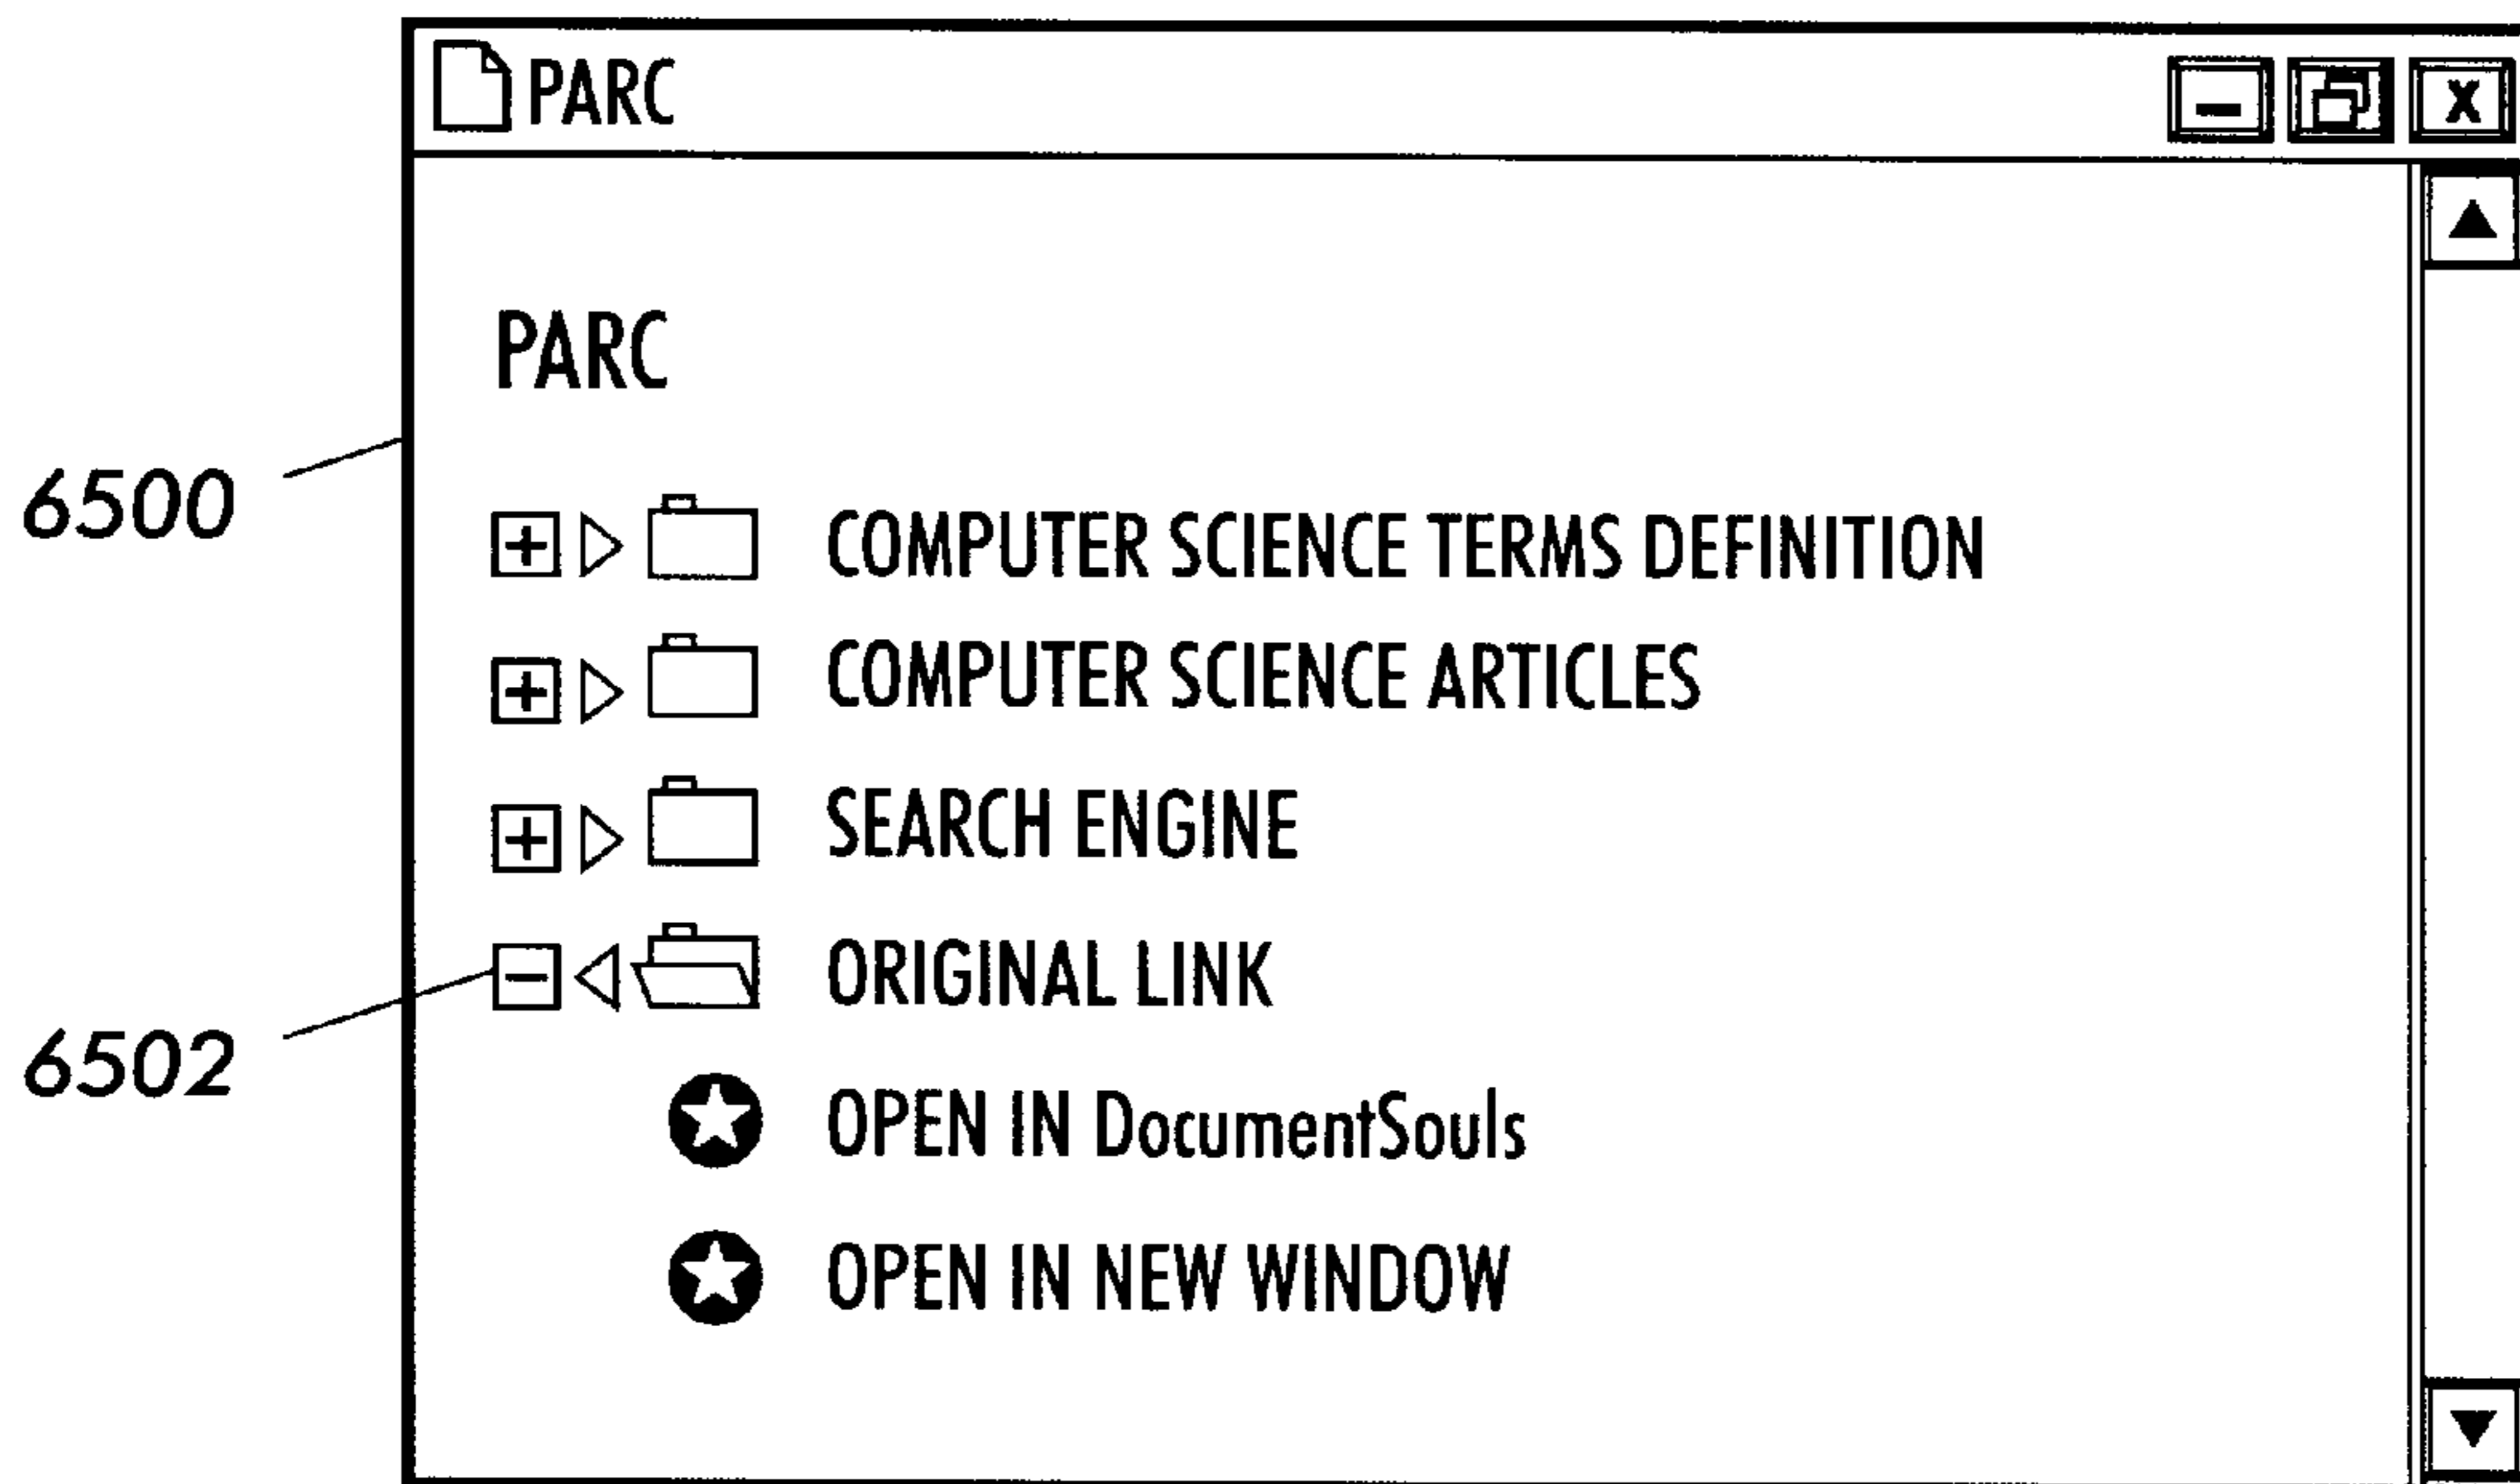 PARC
X
PARC
6500
COMPUTER SCIENCE TERMS DEFINITION
COMPUTER SCIENCE ARTICLES
SEARCH ENGINE
ORIGINAL LINK
6502
OPEN IN DocumentSouls
OPEN IN NEW WINDOW